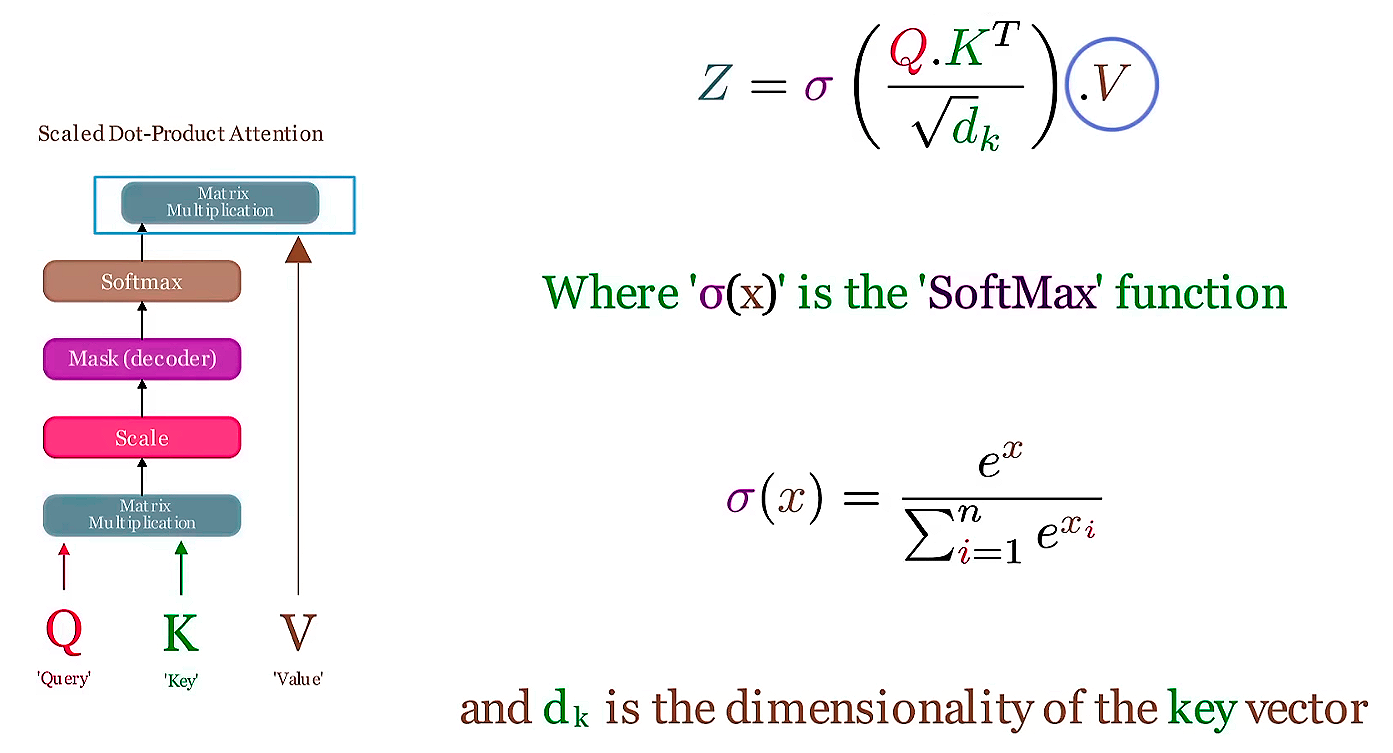 Z = σ ( Q.K^T / √d_k ) .V
Scaled Dot-Product Attention
Matrix
Multiplication
Softmax
Mask (decoder)
Scale
Matrix
Multiplication
Q K V
'Query' 'Key' 'Value'
Where 'σ(x)' is the 'SoftMax' function
σ(x) = e^x / ∑_{i=1}^n e^{x_i}
and d_k is the dimensionality of the key vector